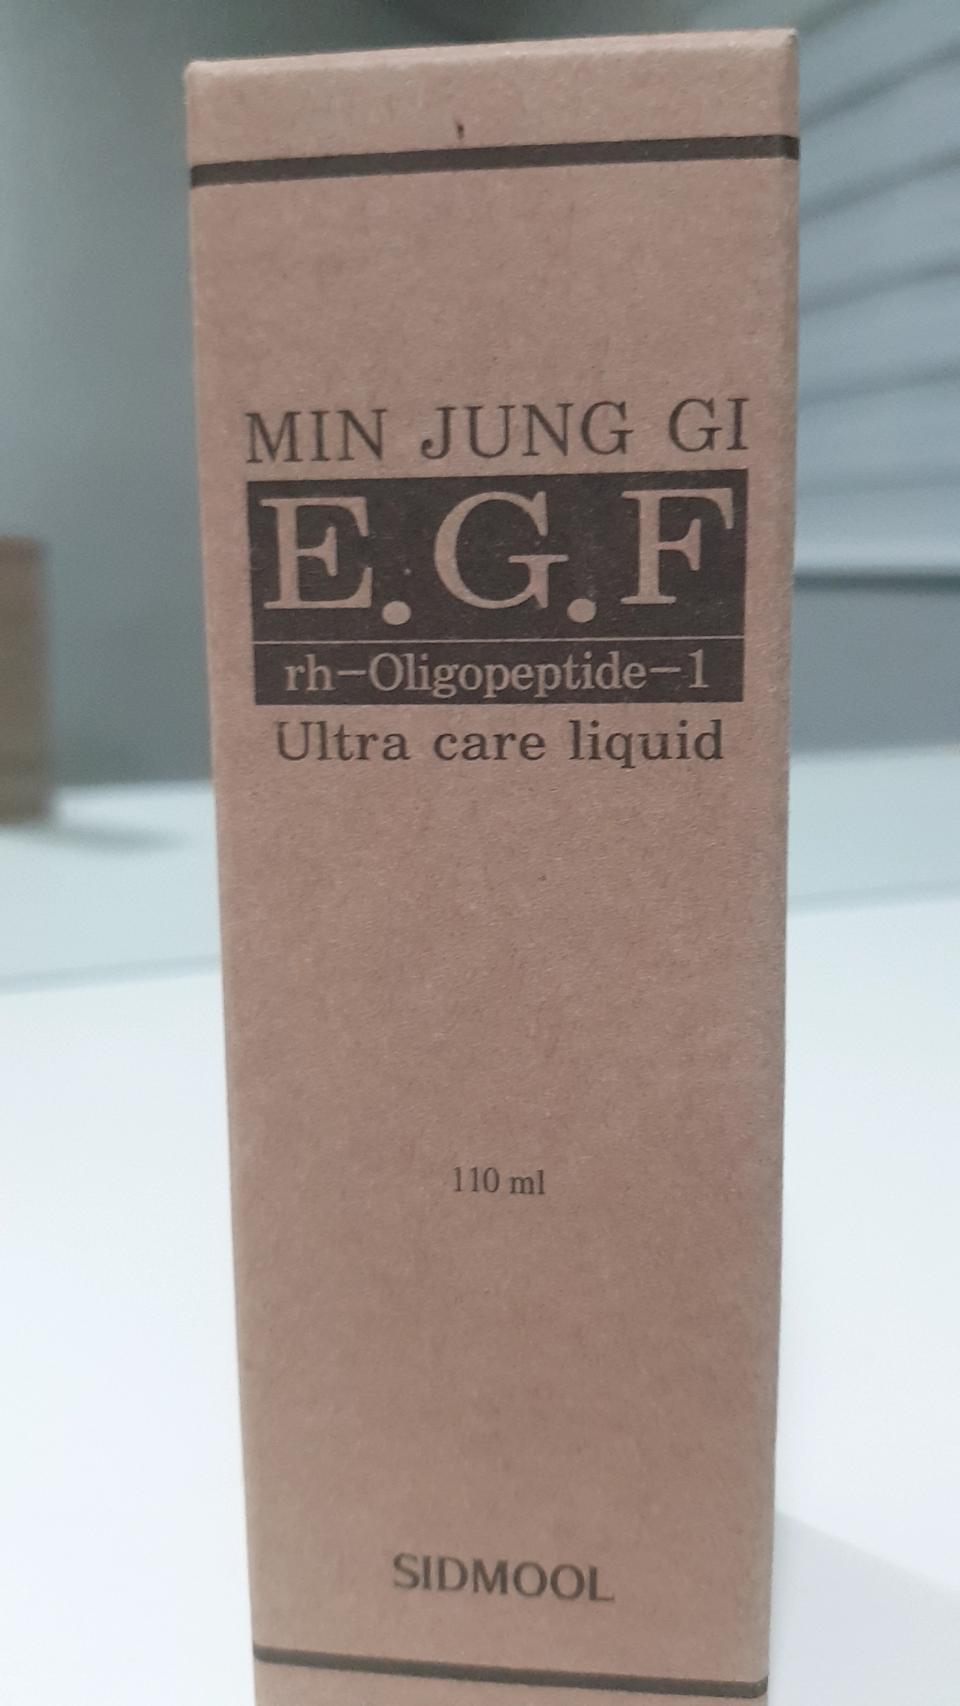 MIN JUNG GI
E.G.F
rh-Oligopeptide-1
Ultra care liquid
110 ml
SIDMOOL